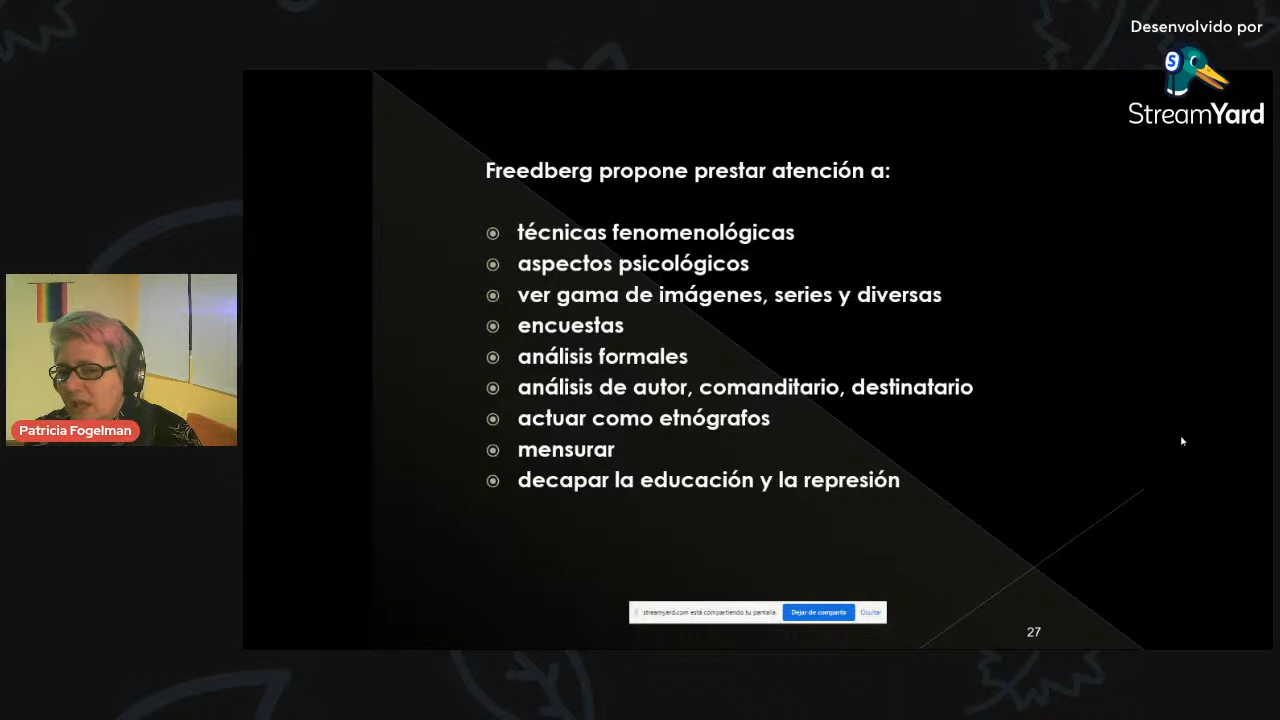 Desenvolvido por
StreamYard
Freedberg propone prestar atención a:
técnicas fenomenológicas
aspectos psicológicos
ver gama de imágenes, series y diversas
encuestas
análisis formales
análisis de autor, comanditario, destinatario
actuar como etnógrafos
mensurar
decapar la educación y la represión
Patricia Fogelman
streamyard.com está compartiendo tu pantalla. Dejar de compartir Ocultar
27